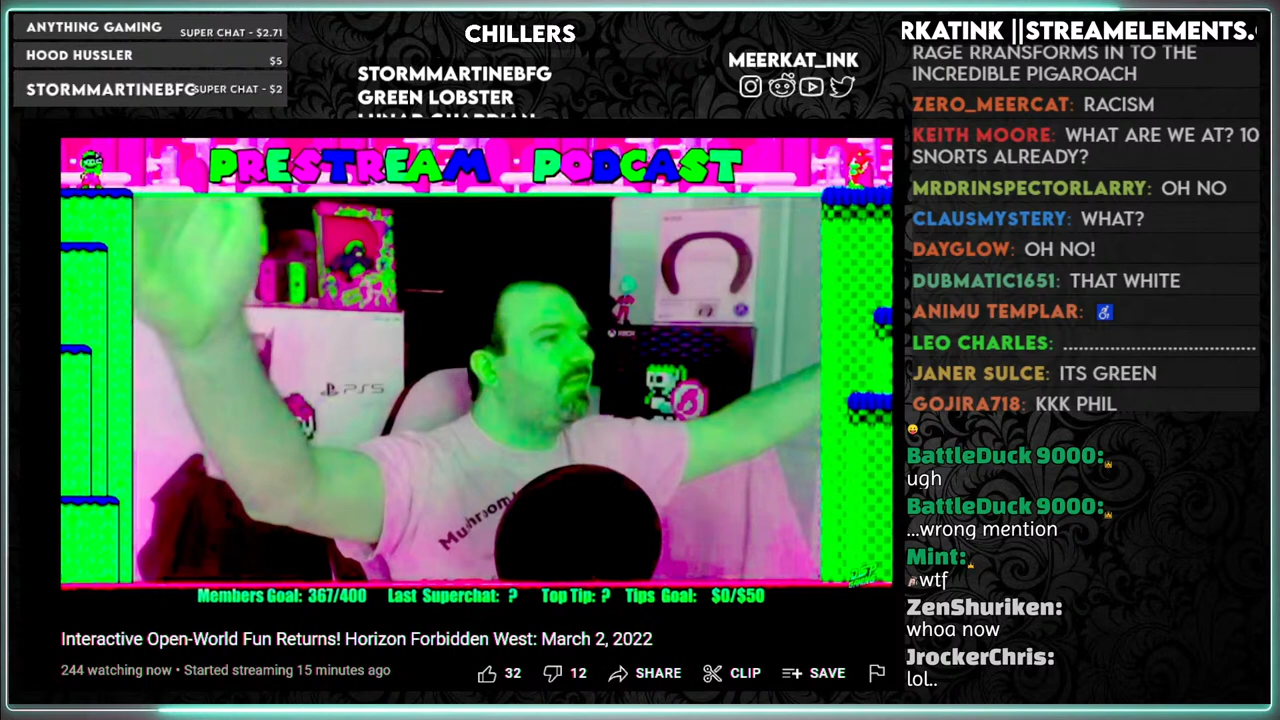 ANYTHING GAMING SUPER CHAT - $2.71
HOOD HUSSLER $5
STORMMARTINEBFG SUPER CHAT - $2
CHILLERS
STORMMARTINEBFG
GREEN LOBSTER
LUNAR GUARDIAN
MEERKAT_INK
RKATINK ||STREAMELEMENTS.
RAGE RRANSFORMS IN TO THE
INCREDIBLE PIGAROACH
ZERO_MEERCAT: RACISM
KEITH MOORE: WHAT ARE WE AT? 10
SNORTS ALREADY?
MRDRINSPECTORLARRY: OH NO
CLAUSMYSTERY: WHAT?
DAYGLOW: OH NO!
DUBMATIC1651: THAT WHITE
ANIMU TEMPLAR:
LEO CHARLES: ...................................
JANER SULCE: ITS GREEN
GOJIRA718: KKK PHIL
BattleDuck 9000:
ugh
BattleDuck 9000:
...wrong mention
Mint:
wtf
ZenShuriken:
whoa now
JrockerChris:
lol..
PRESTREAM PODCAST
PS5
XBOX
Mushroom
DSP
Members Goal: 367/400 Last Superchat: ? Top Tip: ? Tips Goal: $0/$50
Interactive Open-World Fun Returns! Horizon Forbidden West: March 2, 2022
244 watching now • Started streaming 15 minutes ago
32 12 SHARE CLIP SAVE